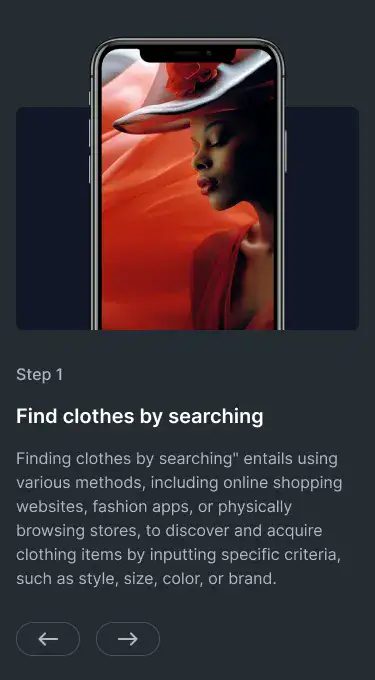 Step 1
Find clothes by searching
Finding clothes by searching" entails using
various methods, including online shopping
websites, fashion apps, or physically
browsing stores, to discover and acquire
clothing items by inputting specific criteria,
such as style, size, color, or brand.